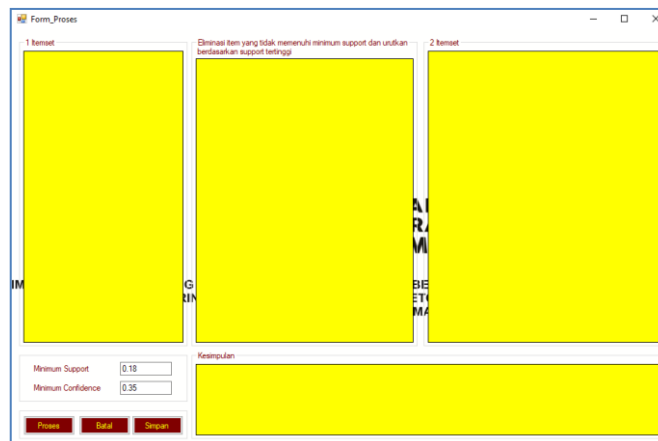 Form_Proses
1 Itemset
Eliminasi item yang tidak memenuhi minimum support dan urutkan
berdasarkan support tertinggi
2 Itemset
Minimum Support 0.18
Minimum Confidence 0.35
Kesimpulan
Proses Batal Simpan